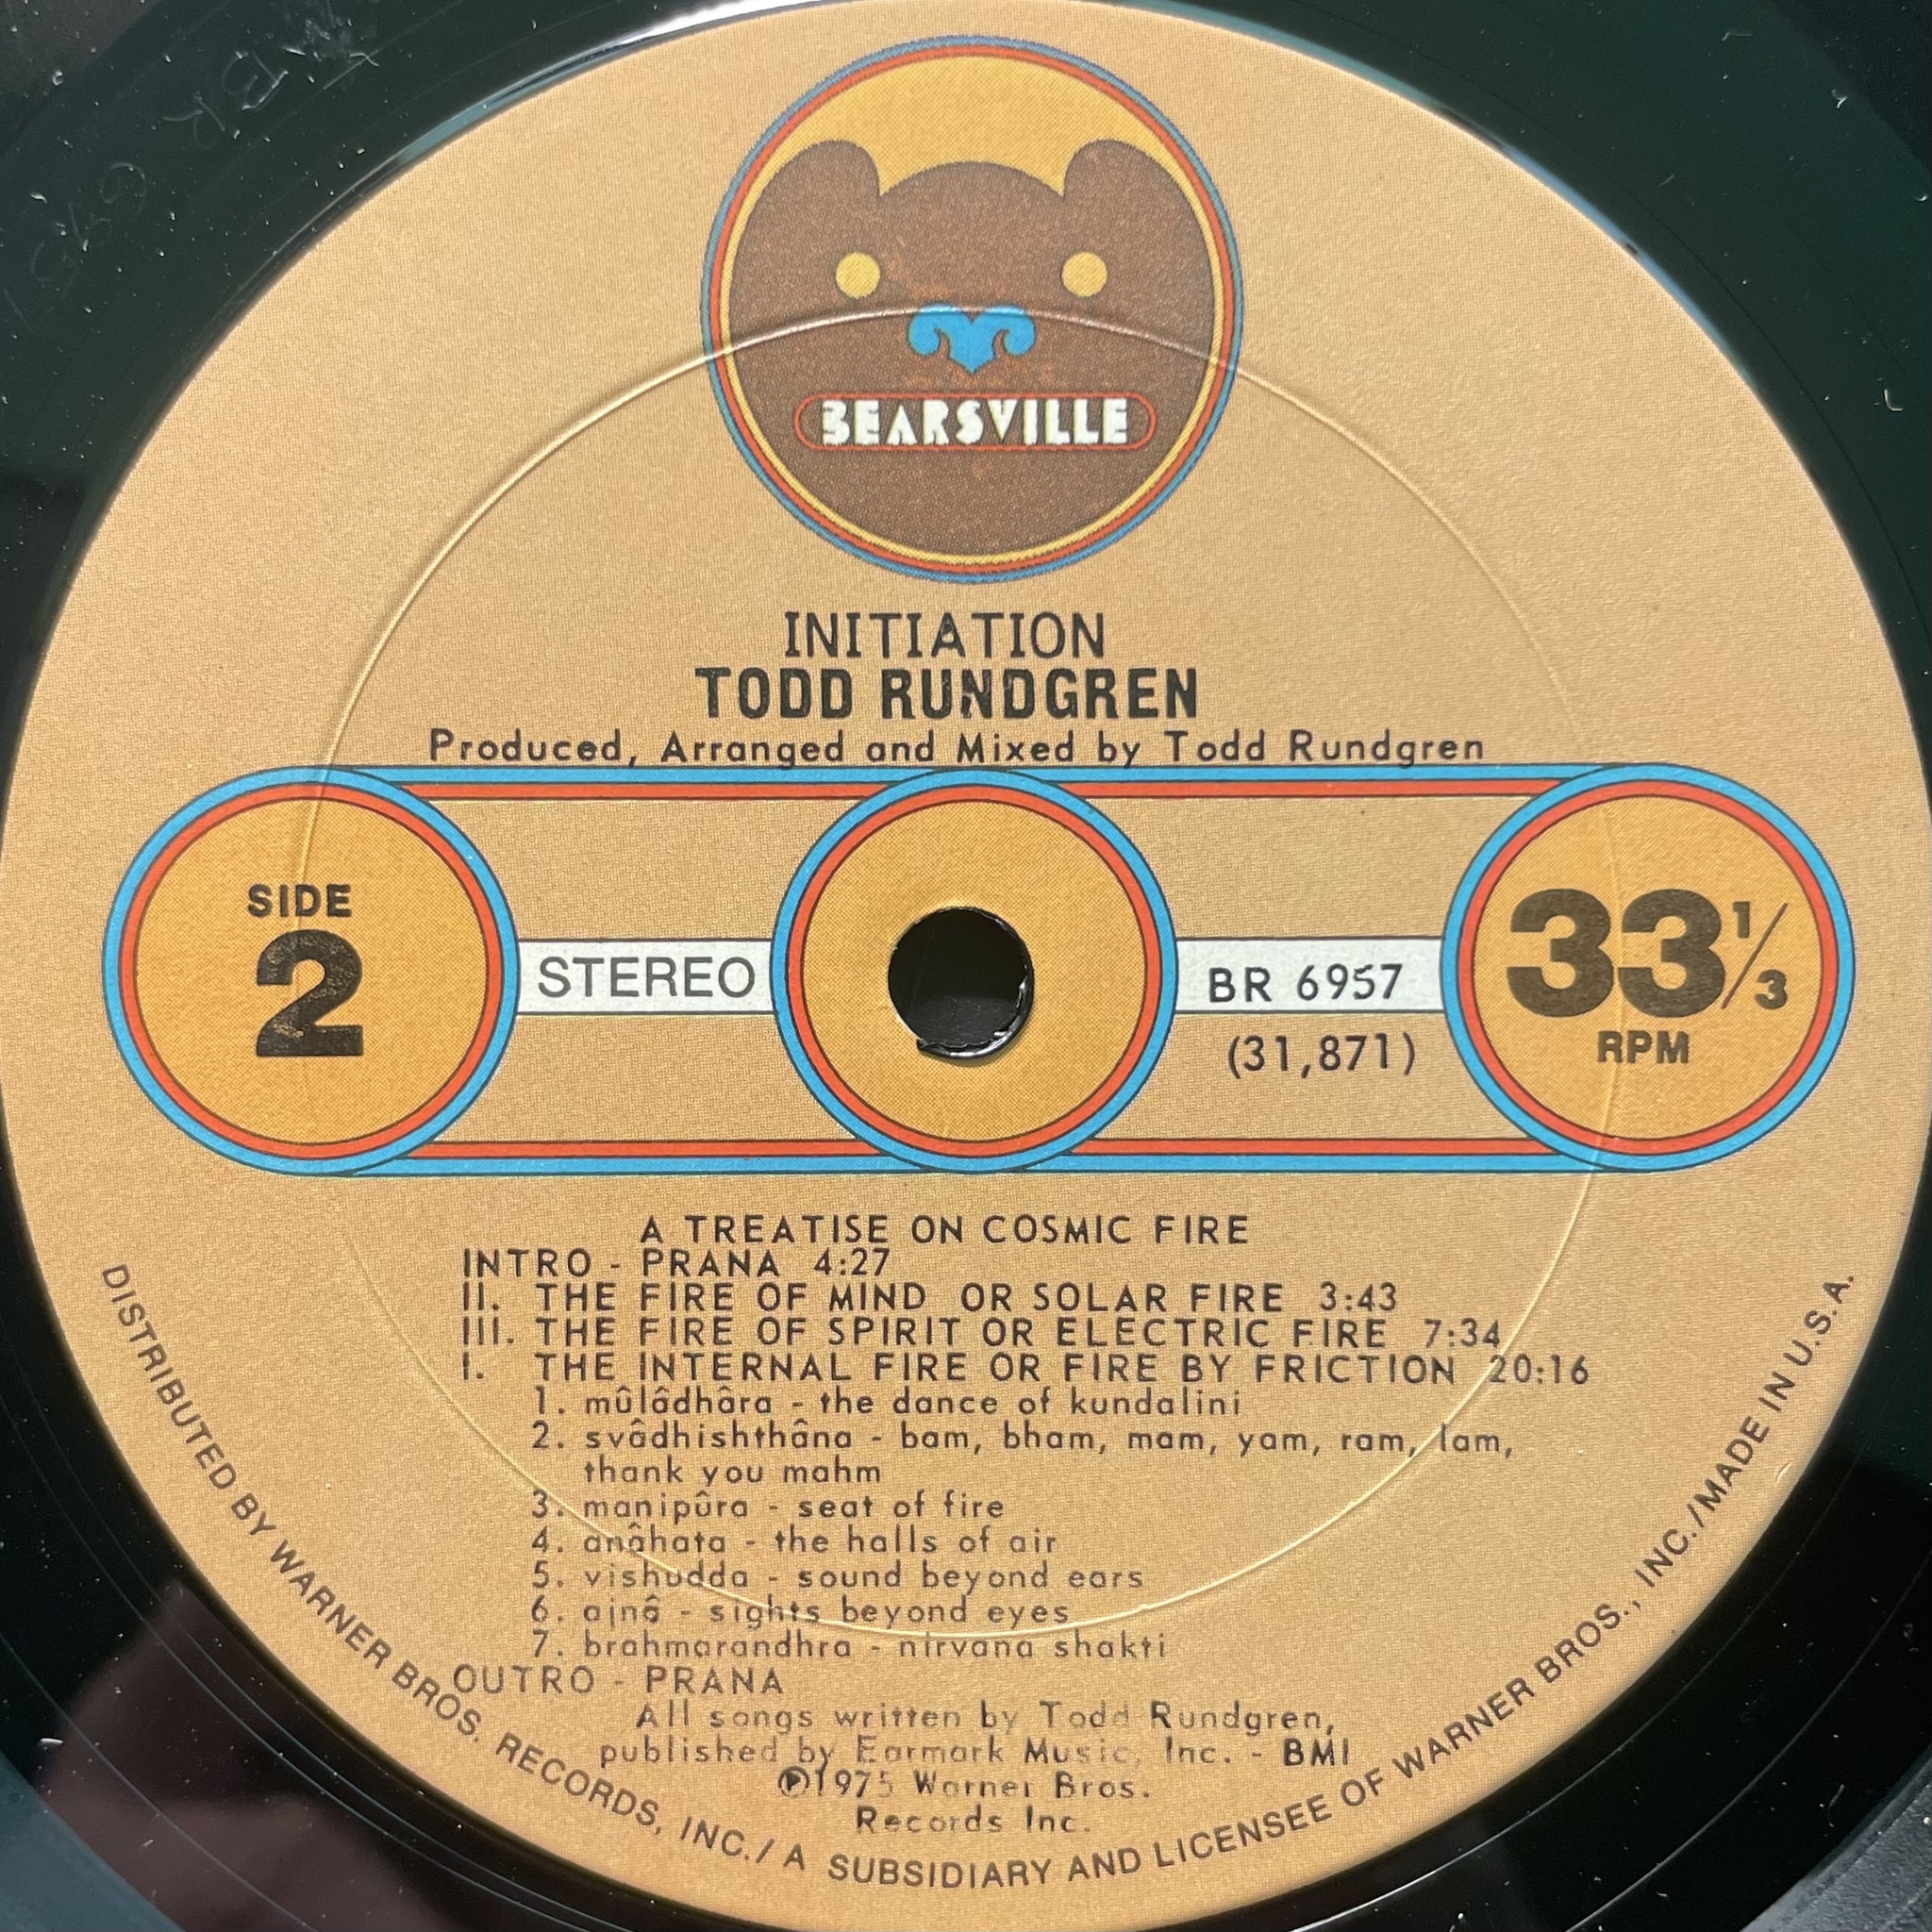 BR 6957
BEARSVILLE
INITIATION
TODD RUNDGREN
Produced, Arranged and Mixed by Todd Rundgren
SIDE
2
STEREO
BR 6957
(31,871)
33 1/3
RPM
A TREATISE ON COSMIC FIRE
INTRO - PRANA 4:27
II. THE FIRE OF MIND OR SOLAR FIRE 3:43
III. THE FIRE OF SPIRIT OR ELECTRIC FIRE 7:34
I. THE INTERNAL FIRE OR FIRE BY FRICTION 20:16
1. mûlâdhâra - the dance of kundalini
2. svâdhishthâna - bam, bham, mam, yam, ram, lam,
thank you mahm
3. manipûra - seat of fire
4. anâhata - the halls of air
5. vishudda - sound beyond ears
6. ajnâ - sights beyond eyes
7. brahmarandhra - nirvana shakti
OUTRO - PRANA
All songs written by Todd Rundgren,
published by Earmark Music, Inc. - BMI
℗1975 Warner Bros.
Records Inc.
DISTRIBUTED BY WARNER BROS. RECORDS, INC./ A SUBSIDIARY AND LICENSEE OF WARNER BROS., INC./MADE IN U.S.A.